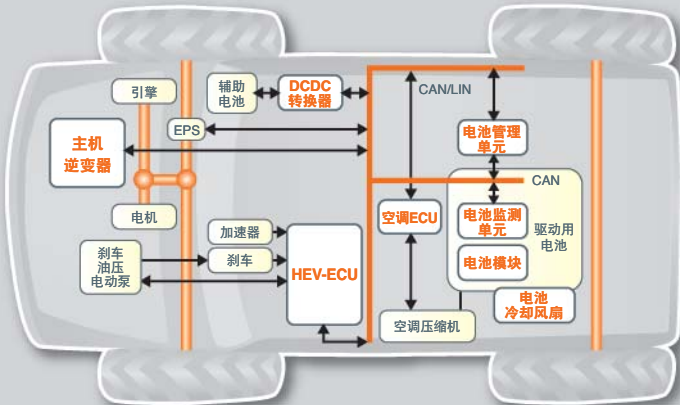 引擎
主机
逆变器
电机
EPS
辅助
电池
DCDC
转换器
CAN/LIN
电池管理
单元
CAN
空调ECU
电池监测
单元
驱动用
电池
电池模块
电池
冷却风扇
加速器
刹车
HEV-ECU
刹车
油压
电动泵
空调压缩机